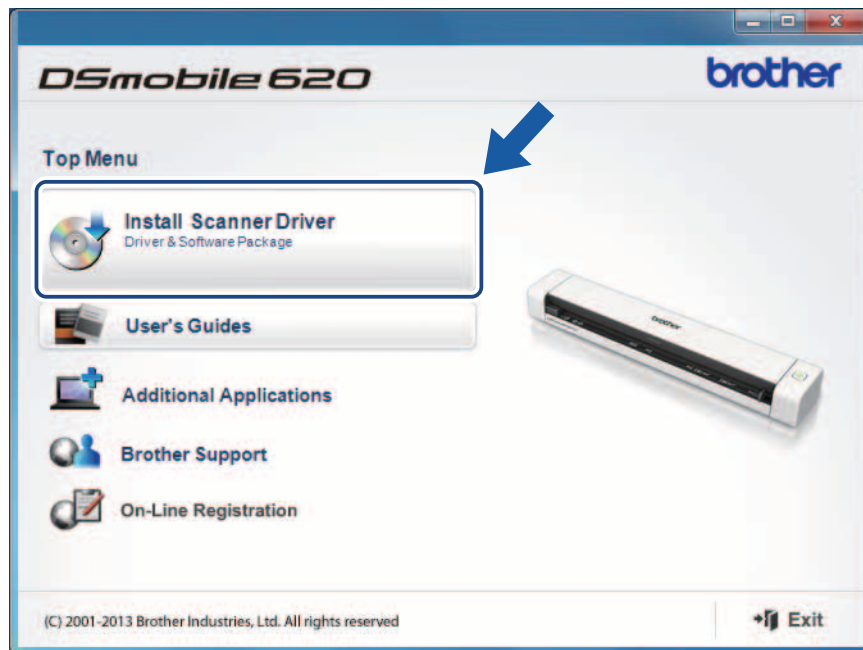 DSmobile 620
brother
Top Menu
Install Scanner Driver
Driver & Software Package
User's Guides
brother
Additional Applications
Brother Support
On-Line Registration
(C) 2001-2013 Brother Industries, Ltd. All rights reserved
Exit